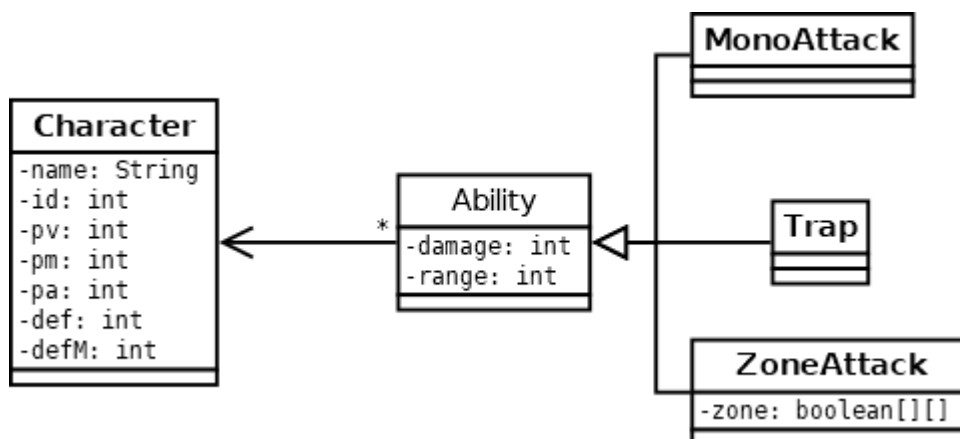 MonoAttack
Character
-name: String
-id: int
-pv: int
-pm: int
-pa: int
-def: int
-defM: int
*
Ability
-damage: int
-range: int
Trap
ZoneAttack
-zone: boolean[][]